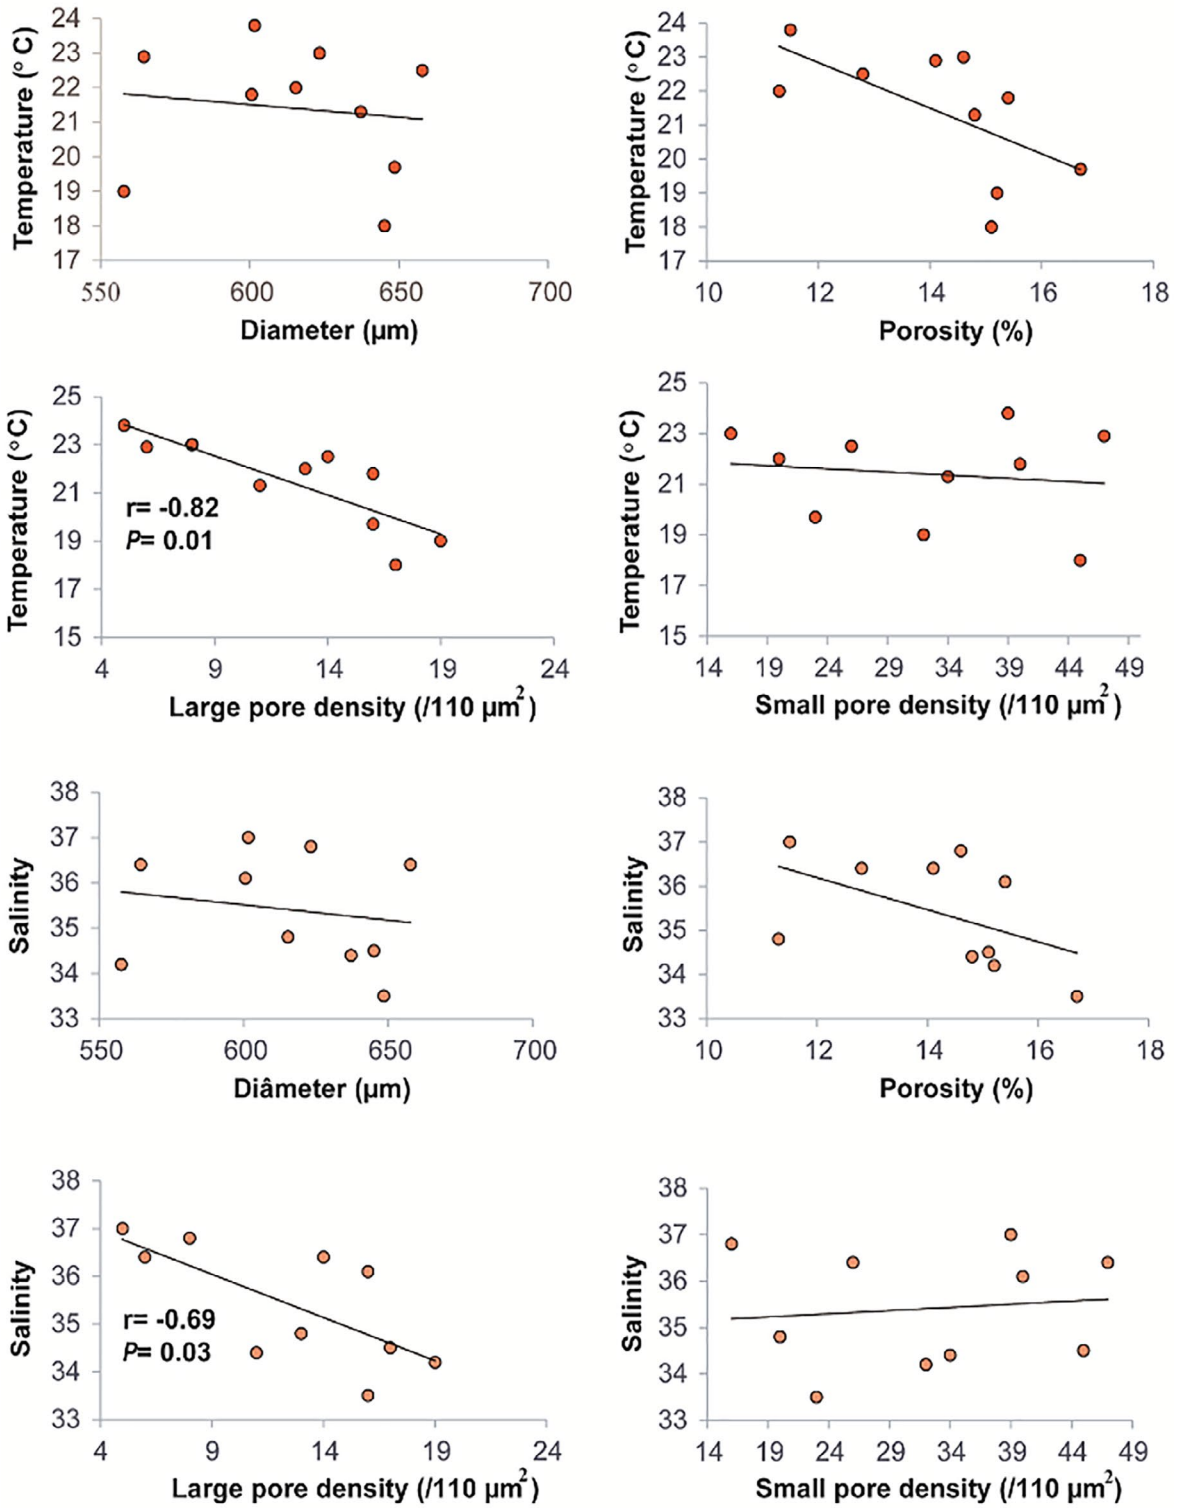 24
23
22
21
20
19
18
17
Temperature (°C)
550 600 650 700
Diameter (µm)
24
23
22
21
20
19
18
17
Temperature (°C)
10 12 14 16 18
Porosity (%)
25
23
21
19
17
15
Temperature (°C)
r= -0.82
P= 0.01
4 9 14 19 24
Large pore density (/110 µm²)
25
23
21
19
17
15
Temperature (°C)
14 19 24 29 34 39 44 49
Small pore density (/110 µm²)
38
37
36
35
34
33
Salinity
550 600 650 700
Diâmeter (µm)
38
37
36
35
34
33
Salinity
10 12 14 16 18
Porosity (%)
38
37
36
35
34
33
Salinity
r= -0.69
P= 0.03
4 9 14 19 24
Large pore density (/110 µm²)
38
37
36
35
34
33
Salinity
14 19 24 29 34 39 44 49
Small pore density (/110 µm²)